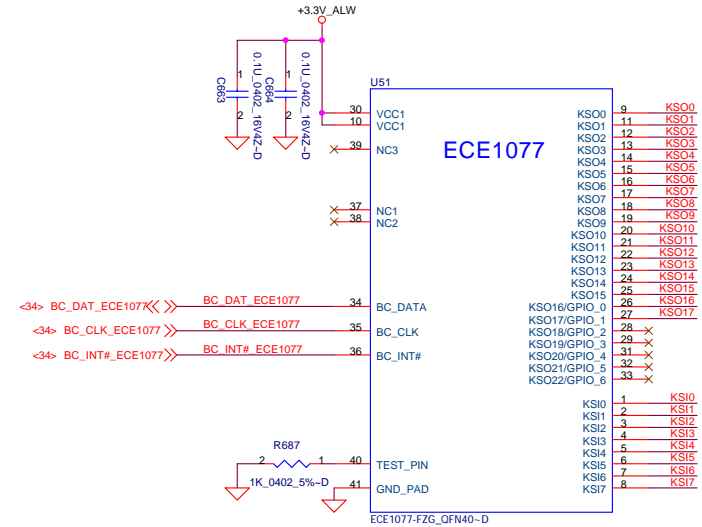 +3.3V_ALW
1
2
C663
0.1U_0402_16V4Z~D
1
2
C664
0.1U_0402_16V4Z~D
U51
ECE1077
30 VCC1
10 VCC1
39 NC3
37 NC1
38 NC2
<34> BC_DAT_ECE1077 BC_DAT_ECE1077 34 BC_DATA
<34> BC_CLK_ECE1077 BC_CLK_ECE1077 35 BC_CLK
<34> BC_INT#_ECE1077 BC_INT#_ECE1077 36 BC_INT#
R687
2 1 40 TEST_PIN
1K_0402_5%~D
41 GND_PAD
KSO0 9 KSO0
KSO1 11 KSO1
KSO2 12 KSO2
KSO3 13 KSO3
KSO4 14 KSO4
KSO5 15 KSO5
KSO6 16 KSO6
KSO7 17 KSO7
KSO8 18 KSO8
KSO9 19 KSO9
KSO10 20 KSO10
KSO11 21 KSO11
KSO12 22 KSO12
KSO13 23 KSO13
KSO14 24 KSO14
KSO15 25 KSO15
KSO16/GPIO_0 26 KSO16
KSO17/GPIO_1 27 KSO17
KSO18/GPIO_2 28
KSO19/GPIO_3 29
KSO20/GPIO_4 31
KSO21/GPIO_5 32
KSO22/GPIO_6 33
KSI0 1 KSI0
KSI1 2 KSI1
KSI2 3 KSI2
KSI3 4 KSI3
KSI4 5 KSI4
KSI5 6 KSI5
KSI6 7 KSI6
KSI7 8 KSI7
ECE1077-FZG_QFN40~D